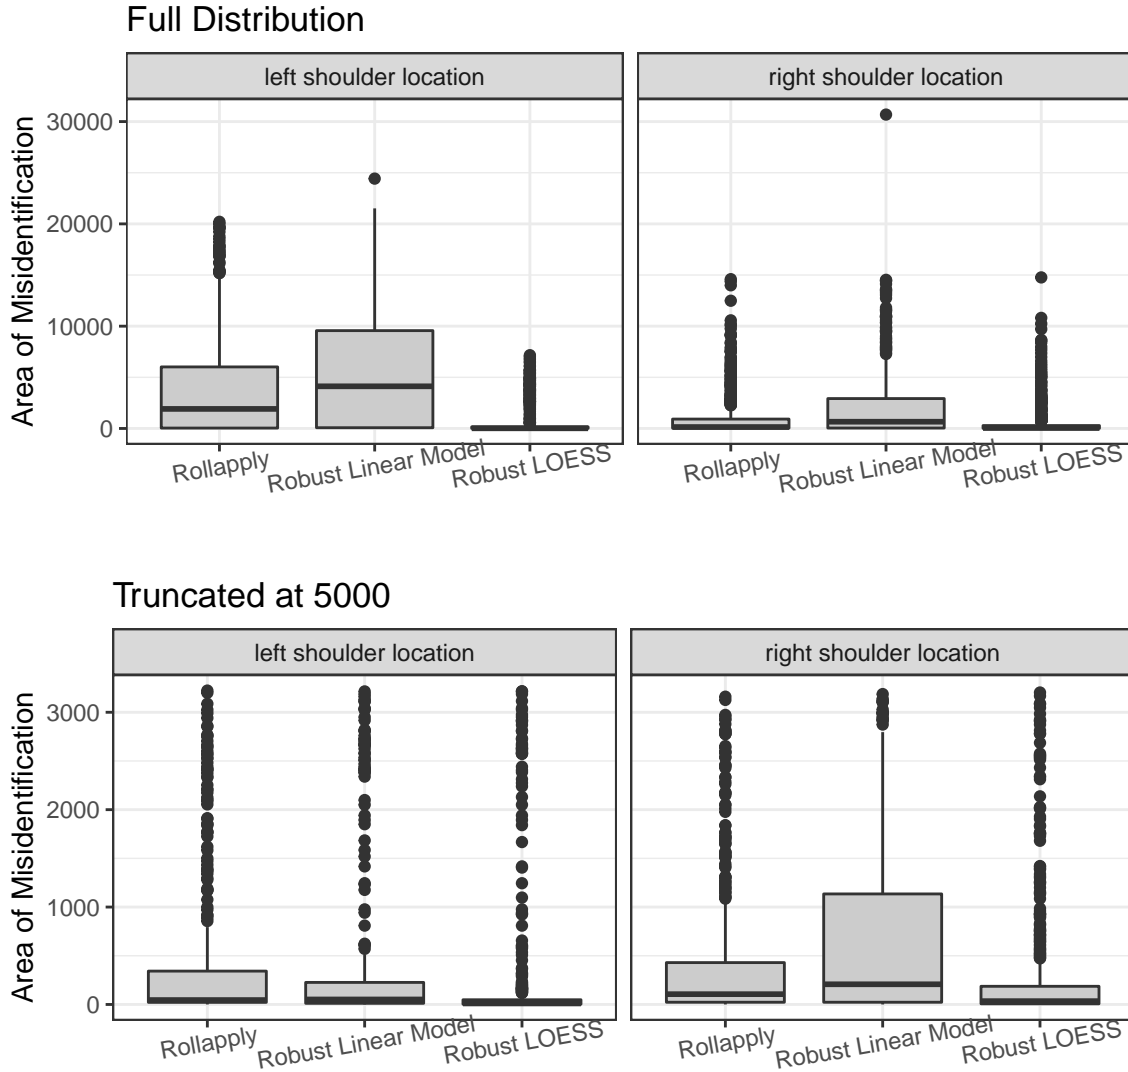 Full Distribution
left shoulder location
right shoulder location
Area of Misidentification
30000
20000
10000
0
Rollapply
Robust Linear Model
Robust LOESS
Rollapply
Robust Linear Model
Robust LOESS
Truncated at 5000
left shoulder location
right shoulder location
Area of Misidentification
3000
2000
1000
0
Rollapply
Robust Linear Model
Robust LOESS
Rollapply
Robust Linear Model
Robust LOESS